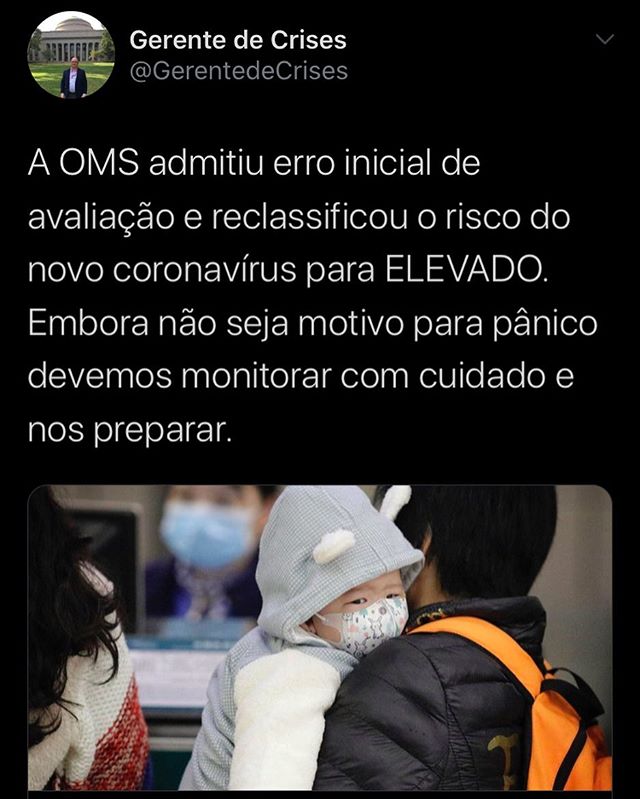 Gerente de Crises
@GerentedeCrises
A OMS admitiu erro inicial de
avaliação e reclassificou o risco do
novo coronavírus para ELEVADO.
Embora não seja motivo para pânico
devemos monitorar com cuidado e
nos preparar.